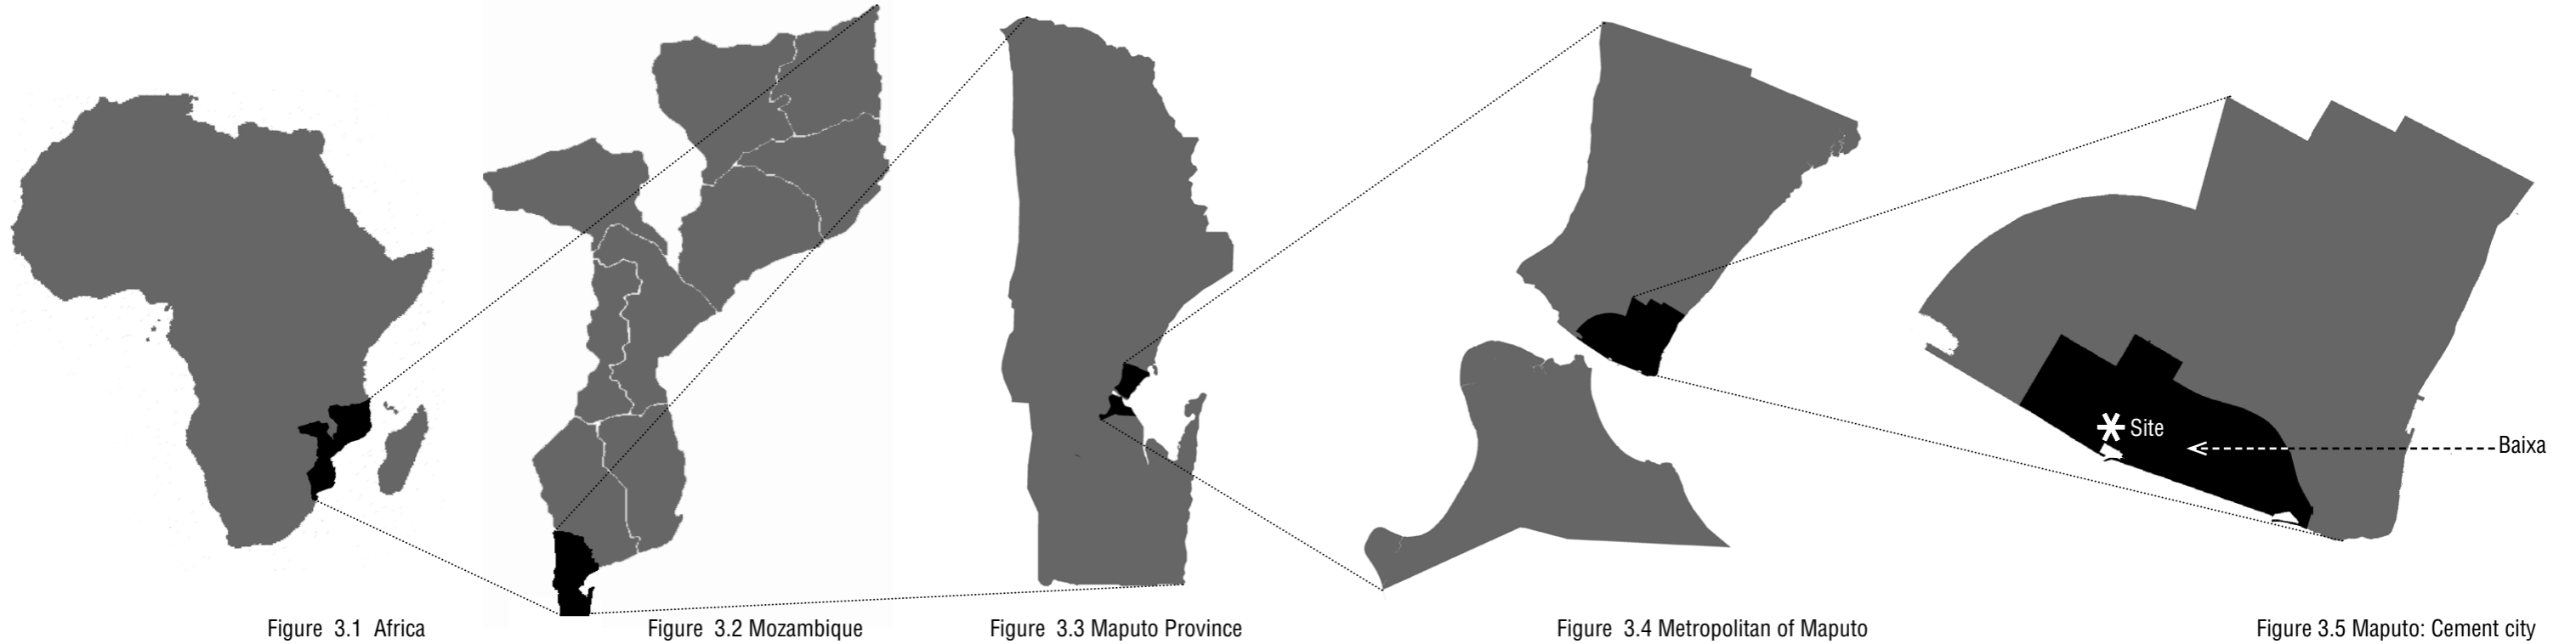 Site
Baixa
Figure 3.1 Africa
Figure 3.2 Mozambique
Figure 3.3 Maputo Province
Figure 3.4 Metropolitan of Maputo
Figure 3.5 Maputo: Cement city